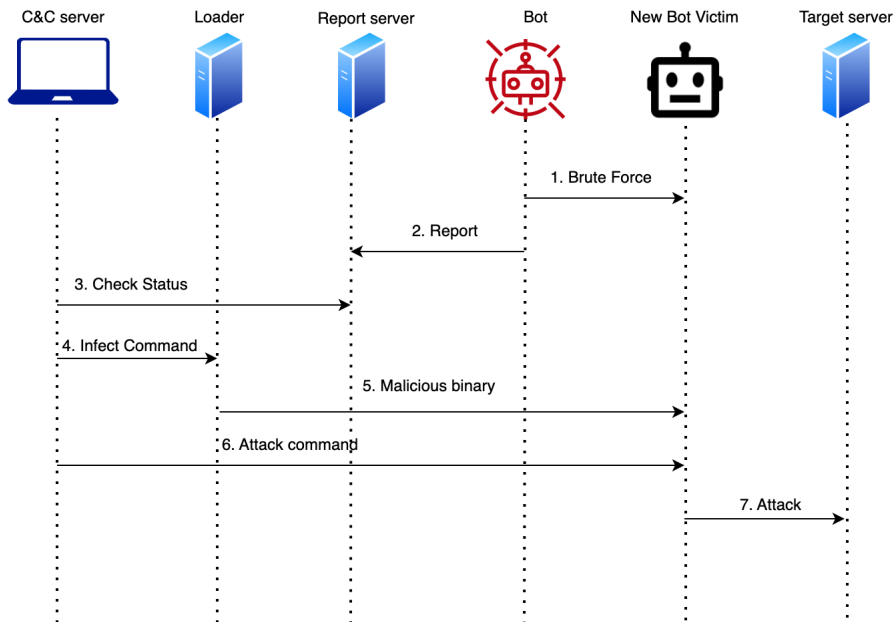 C&C server
Loader
Report server
Bot
New Bot Victim
Target server
1. Brute Force
2. Report
3. Check Status
4. Infect Command
5. Malicious binary
6. Attack command
7. Attack